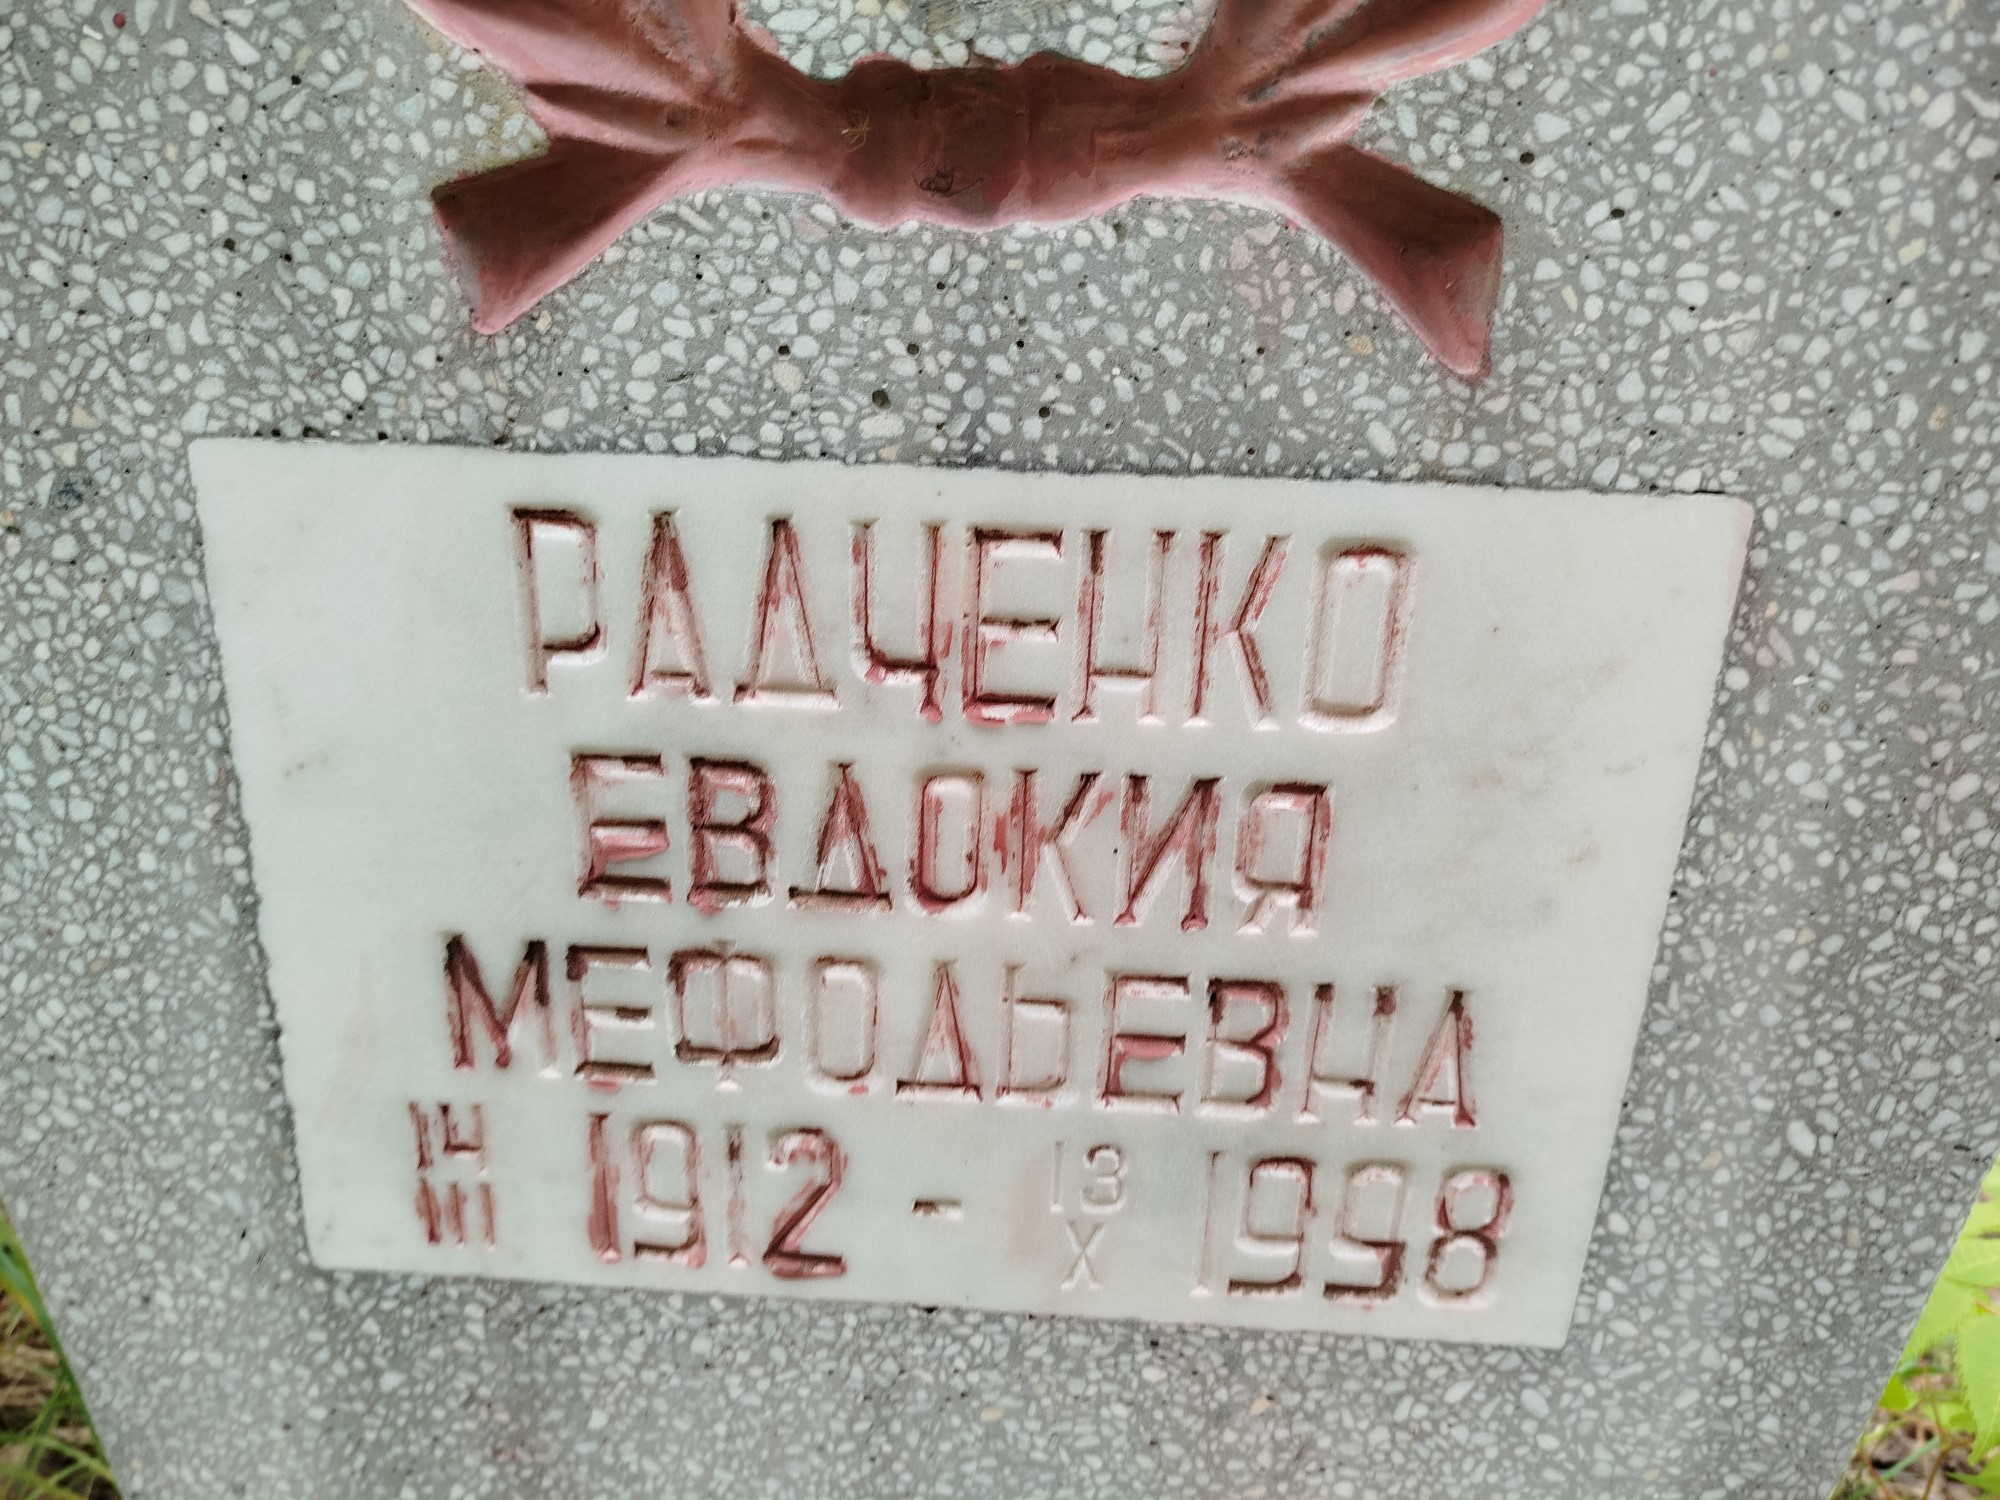 РАДЧЕНКО
ЕВДОКИЯ
МЕФОДЬЕВНА
14 III 1912 - 13 X 1998